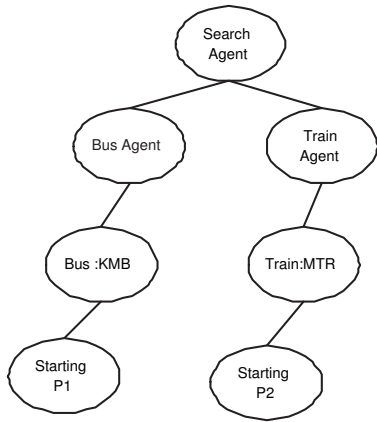 Search
Agent
Bus Agent
Train
Agent
Bus :KMB
Train:MTR
Starting
P1
Starting
P2